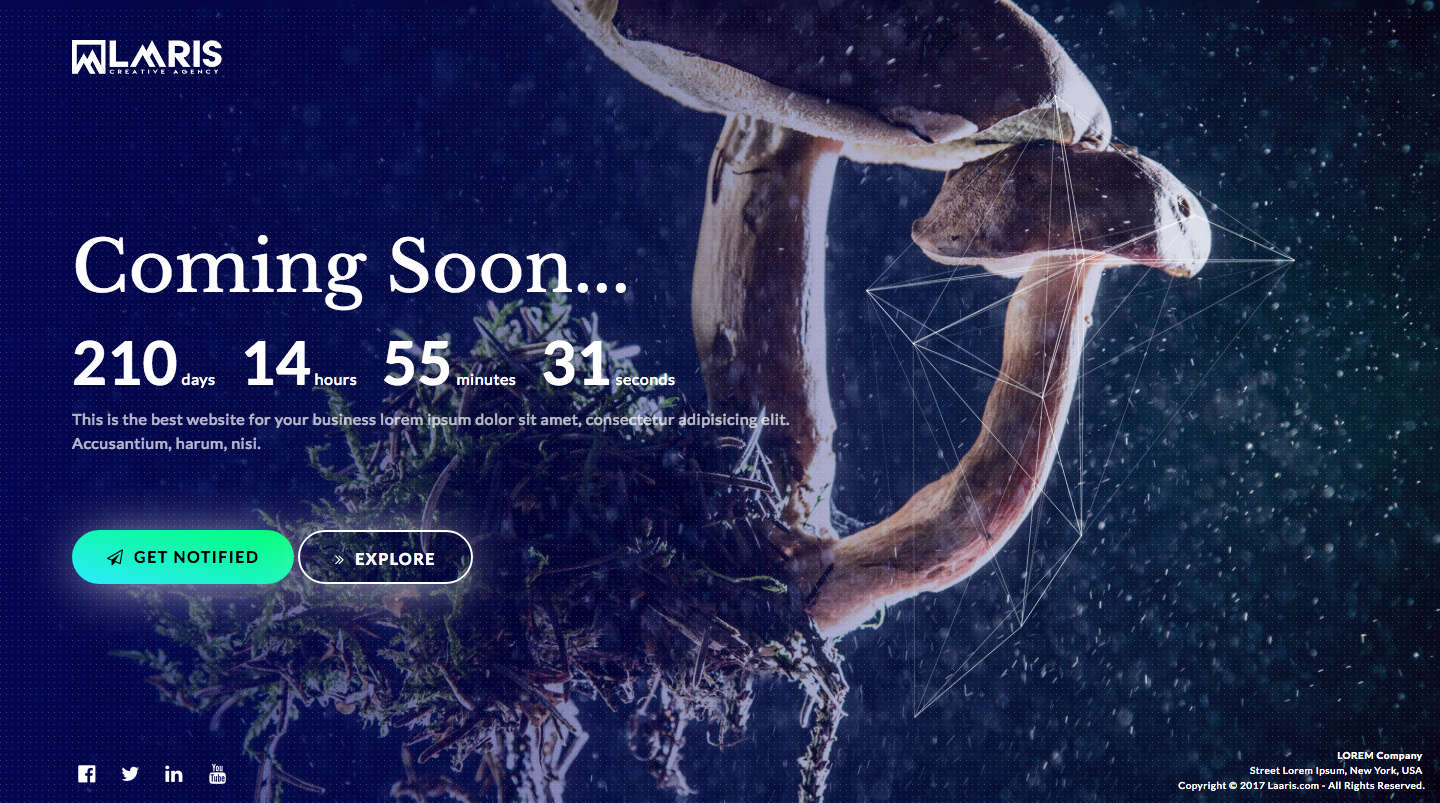 LAARIS
CREATIVE AGENCY
Coming Soon...
210 days 14 hours 55 minutes 31 seconds
This is the best website for your business lorem ipsum dolor sit amet, consectetur adipisicing elit.
Accusantium, harum, nisi.
GET NOTIFIED
EXPLORE
You
Tube
LOREM Company
Street Lorem Ipsum, New York, USA
Copyright © 2017 Laaris.com - All Rights Reserved.